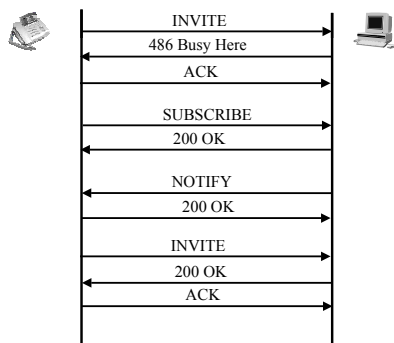 INVITE
486 Busy Here
ACK
SUBSCRIBE
200 OK
NOTIFY
200 OK
INVITE
200 OK
ACK